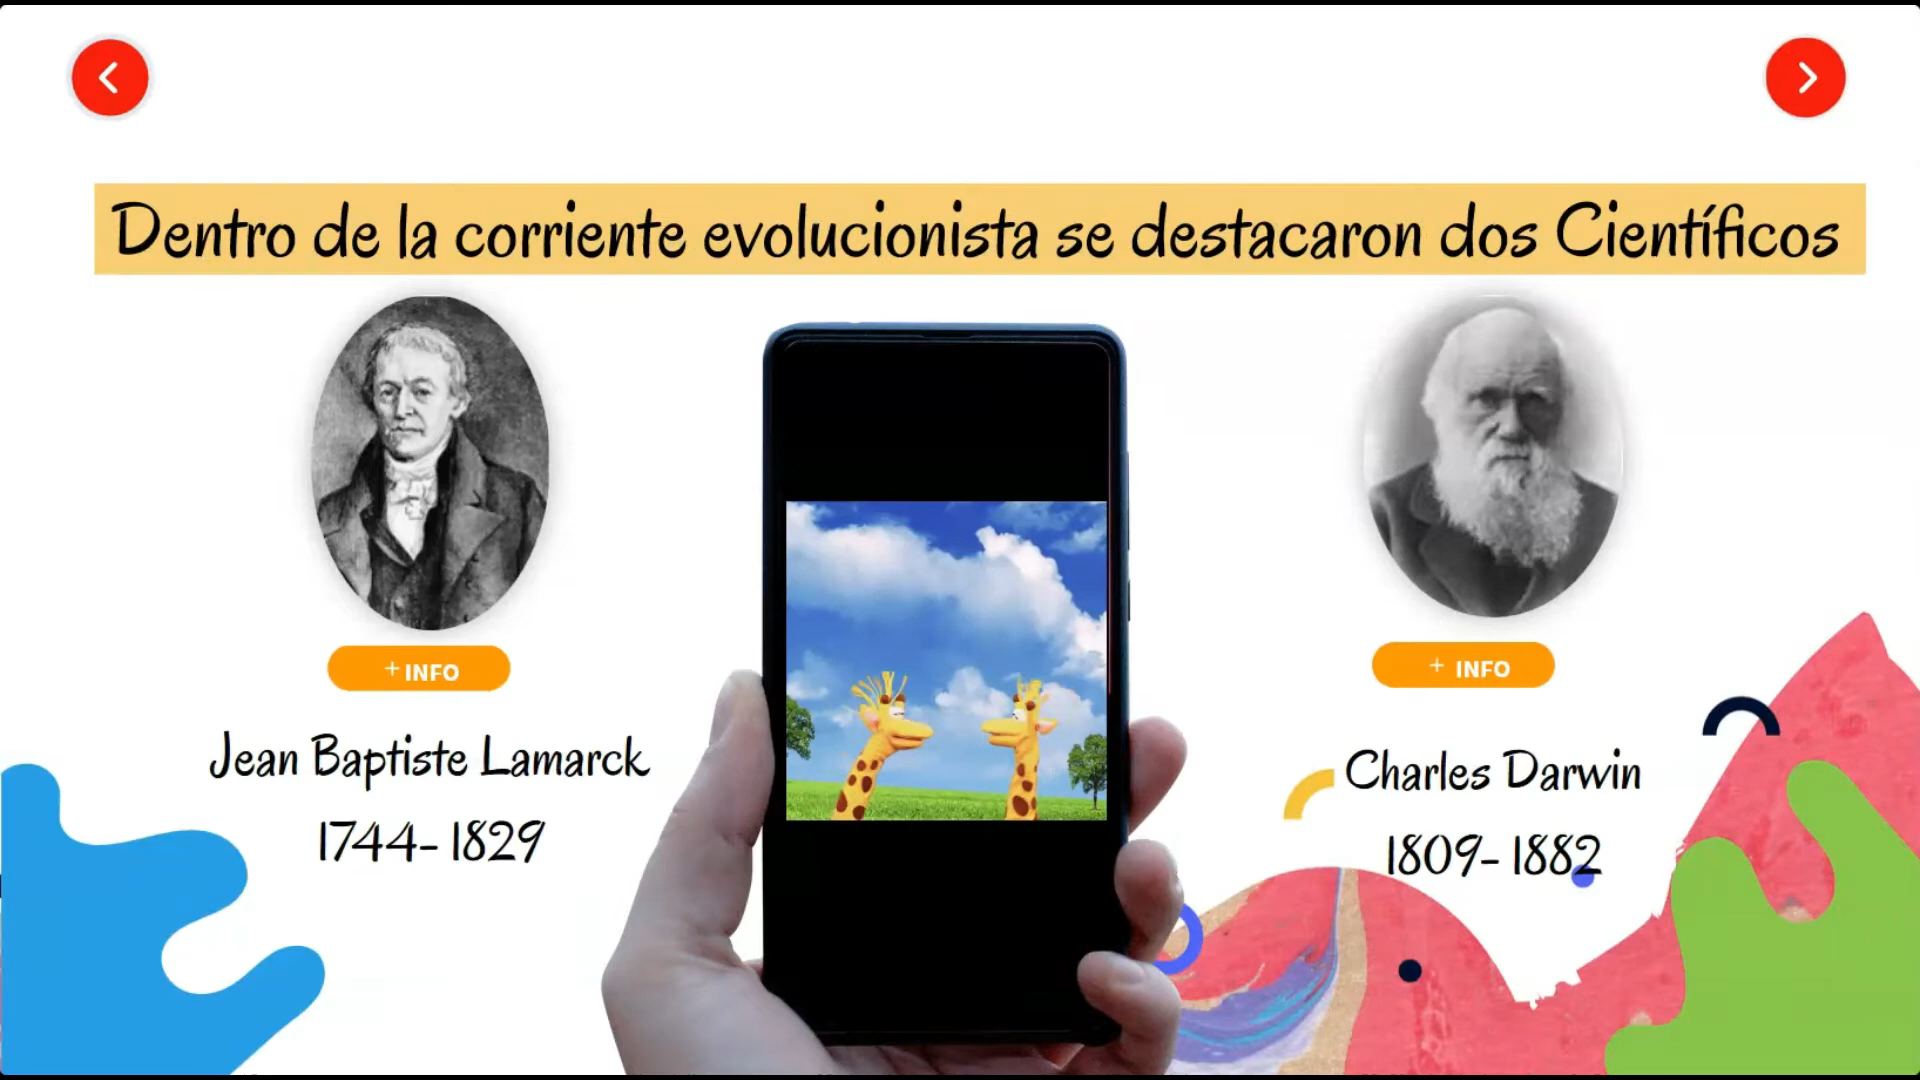 Dentro de la corriente evolucionista se destacaron dos Científicos
+ INFO
Jean Baptiste Lamarck
1744- 1829
+ INFO
Charles Darwin
1809- 1882